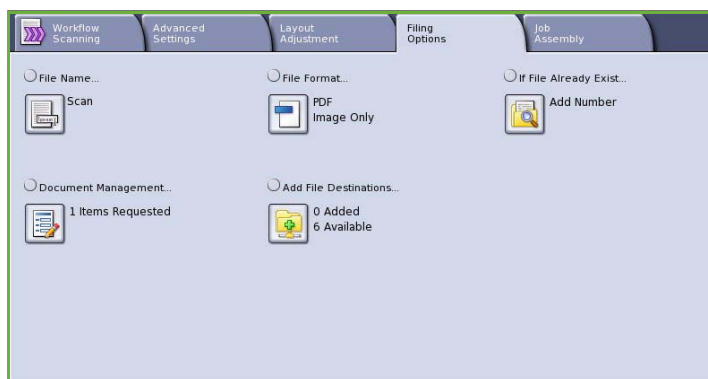 Workflow
Scanning
Advanced
Settings
Layout
Adjustment
Filing
Options
Job
Assembly
File Name...
Scan
File Format...
PDF
Image Only
If File Already Exist...
Add Number
Document Management...
1 Items Requested
Add File Destinations...
0 Added
6 Available